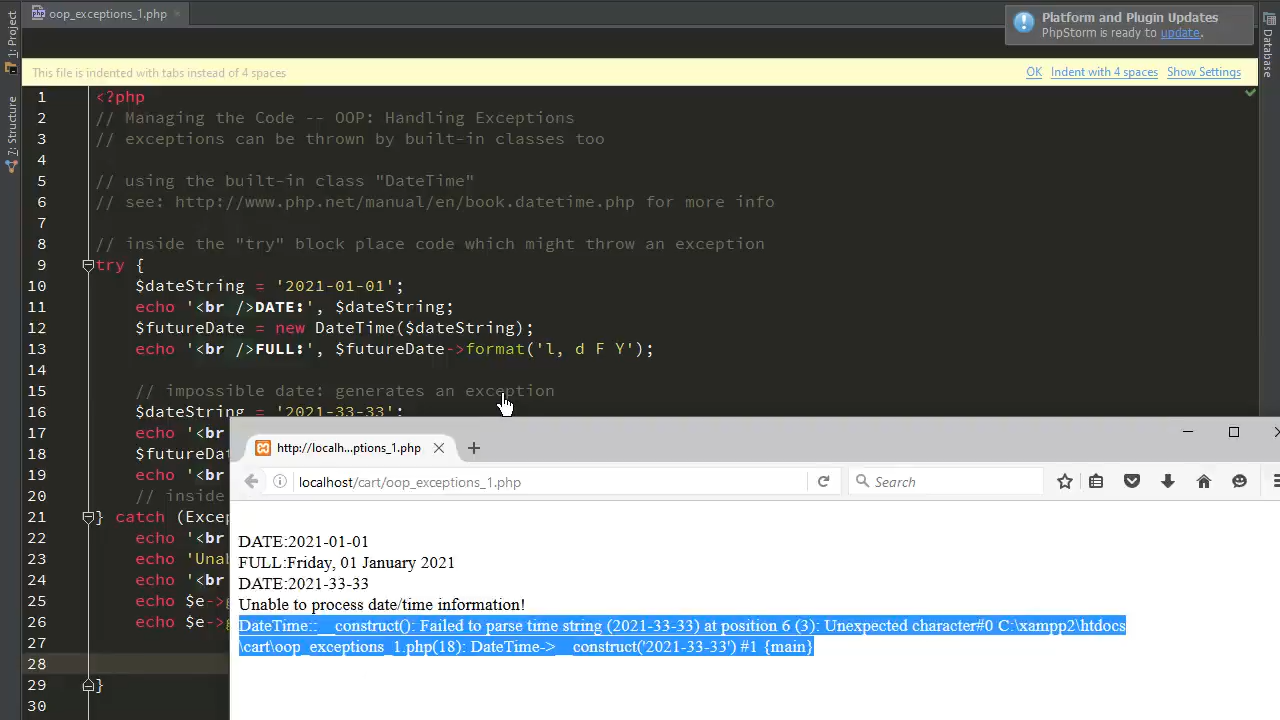 oop_exceptions_1.php
Platform and Plugin Updates
PhpStorm is ready to update.
1: Project
7: Structure
Database
This file is indented with tabs instead of 4 spaces OK Indent with 4 spaces Show Settings
1 <?php
2 // Managing the Code -- OOP: Handling Exceptions
3 // exceptions can be thrown by built-in classes too
4
5 // using the built-in class "DateTime"
6 // see: http://www.php.net/manual/en/book.datetime.php for more info
7
8 // inside the "try" block place code which might throw an exception
9 try {
10 $dateString = '2021-01-01';
11 echo '<br />DATE:', $dateString;
12 $futureDate = new DateTime($dateString);
13 echo '<br />FULL:', $futureDate->format('l, d F Y');
14
15 // impossible date: generates an exception
16 $dateString = '2021-33-33';
17 echo '<br
18 $futureDat
19 echo '<br
20 // inside
21 } catch (Excep
22 echo '<br
23 echo 'Unab
24 echo '<br
25 echo $e->g
26 echo $e->g
27
28
29 }
30
http://localh...ptions_1.php
localhost/cart/oop_exceptions_1.php Search
DATE:2021-01-01
FULL:Friday, 01 January 2021
DATE:2021-33-33
Unable to process date/time information!
DateTime::__construct(): Failed to parse time string (2021-33-33) at position 6 (3): Unexpected character#0 C:\xampp2\htdocs
\cart\oop_exceptions_1.php(18): DateTime->__construct('2021-33-33') #1 {main}